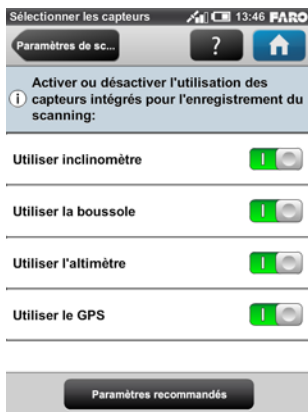 Sélectionner les capteurs 13:46 FARO
Paramètres de sc... ?
Activer ou désactiver l'utilisation des
i capteurs intégrés pour l'enregistrement du
scanning:
Utiliser inclinomètre
Utiliser la boussole
Utiliser l'altimètre
Utiliser le GPS
Paramètres recommandés